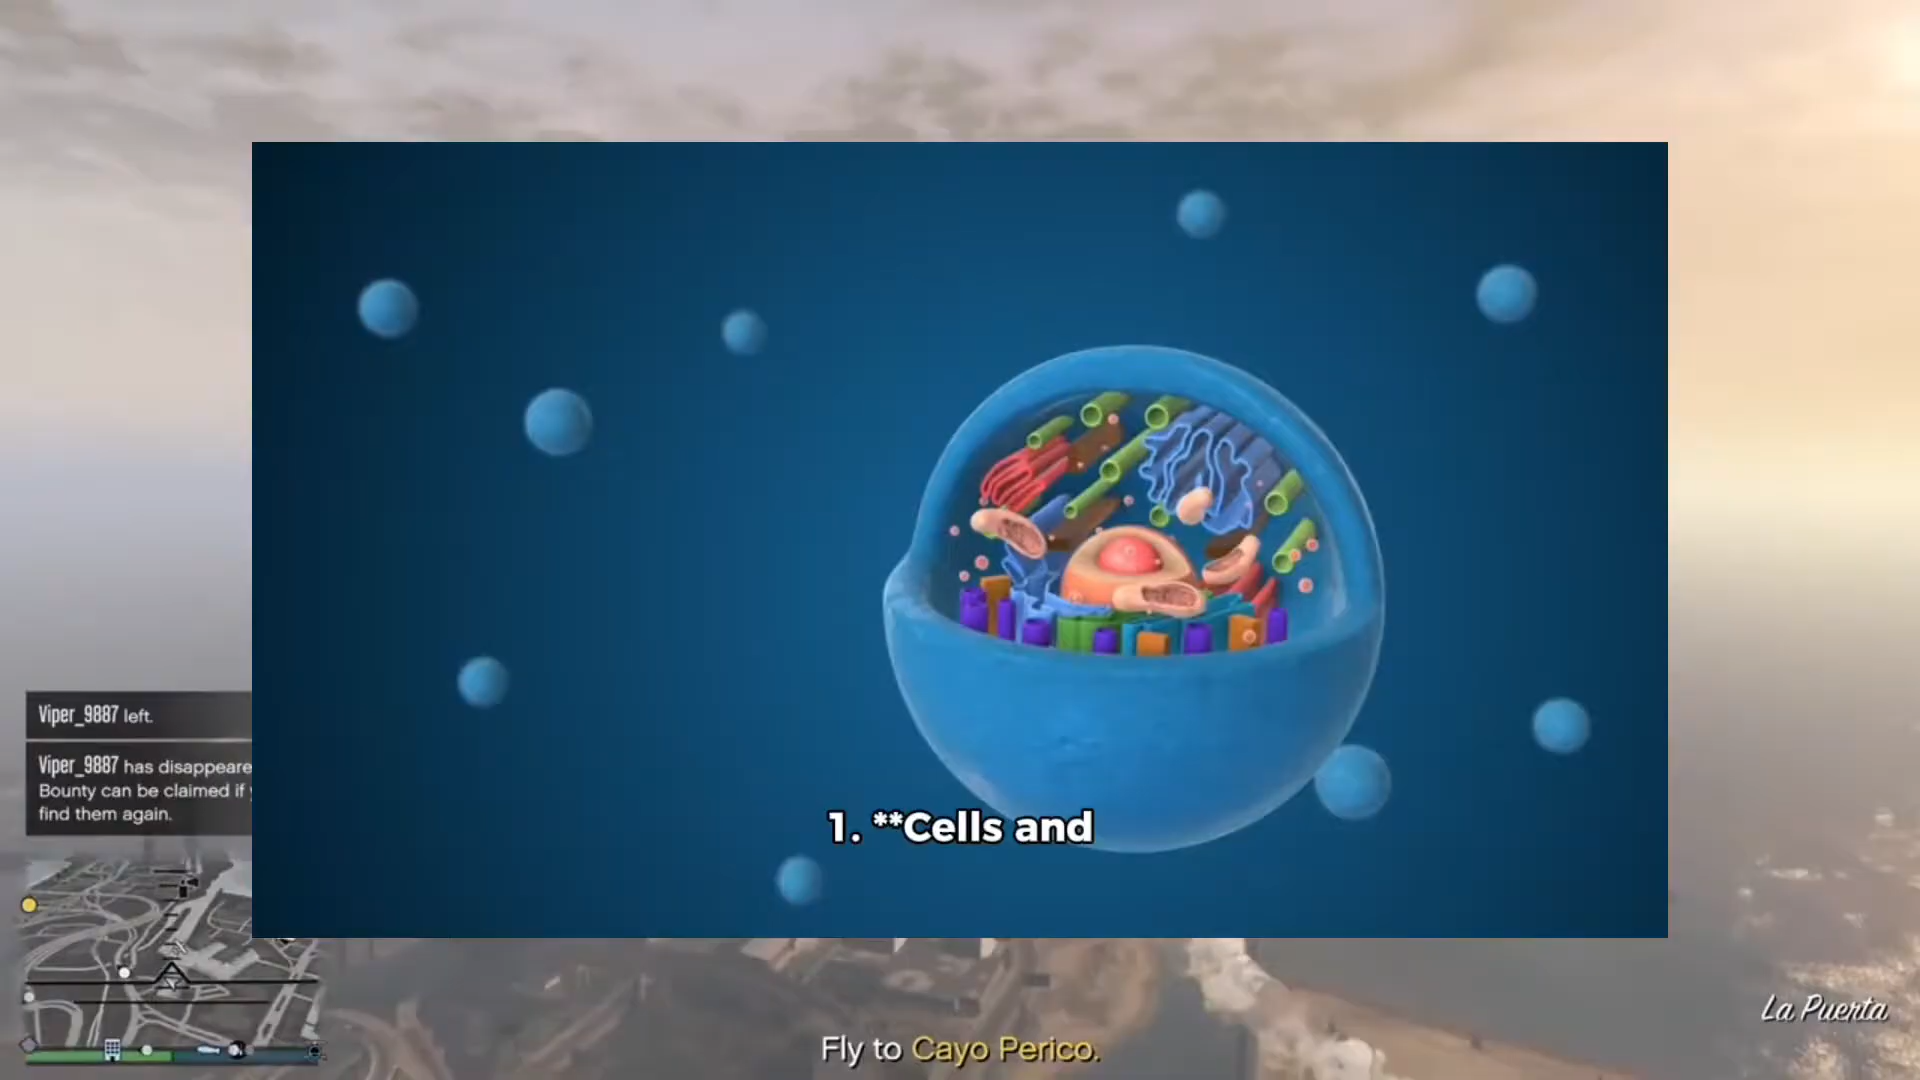 Viper_9887 left.
Viper_9887 has disappeare
Bounty can be claimed if
find them again.
1. **Cells and
La Puerta
Fly to Cayo Perico.